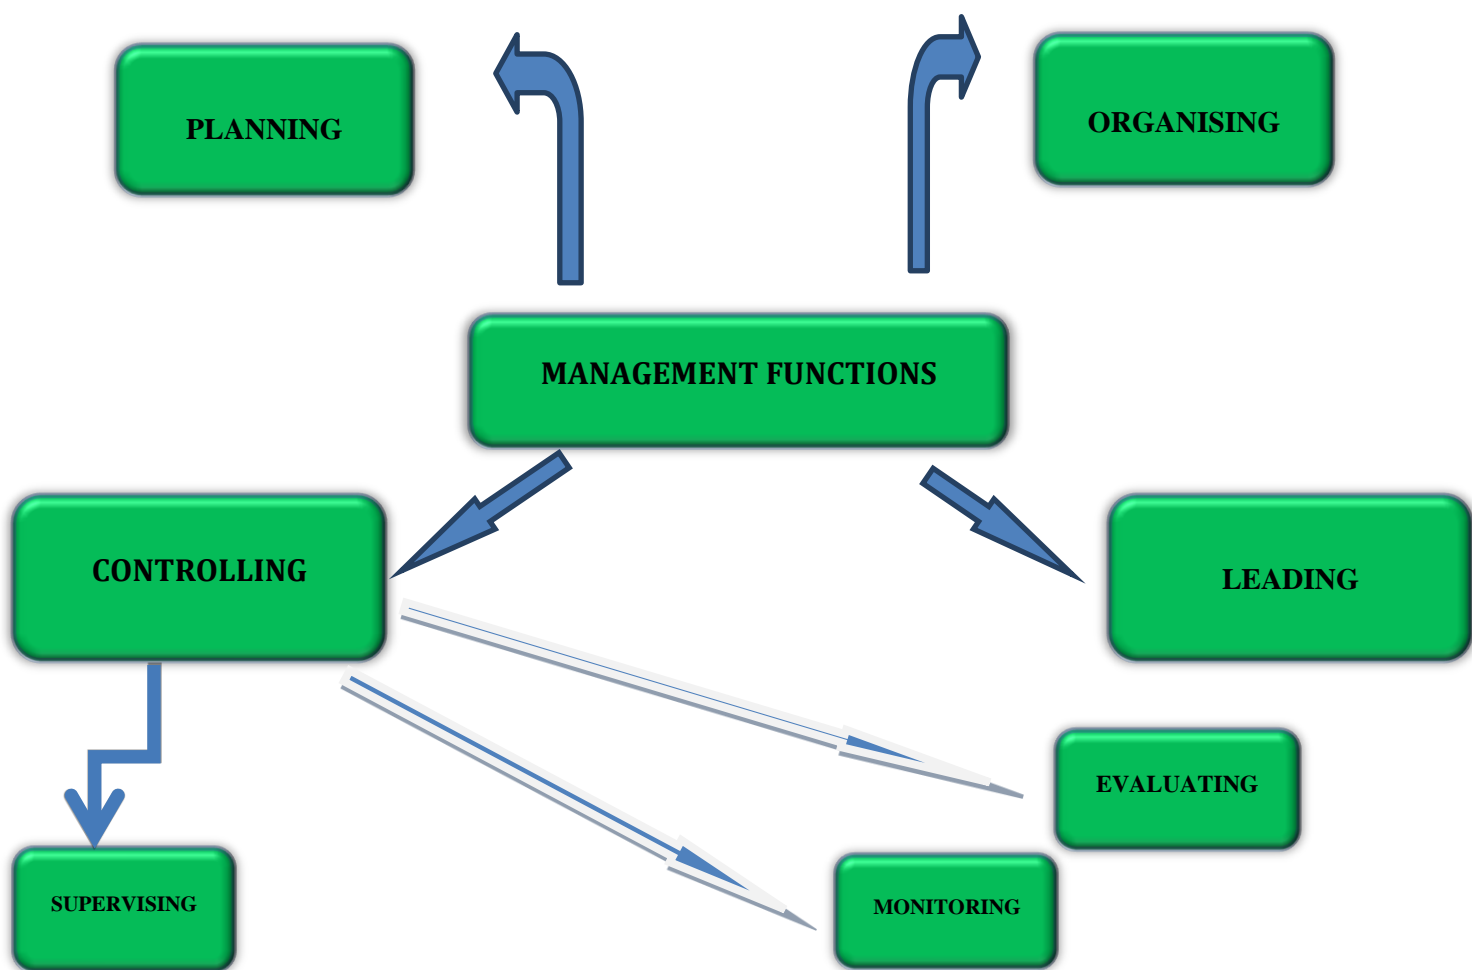 PLANNING
ORGANISING
MANAGEMENT FUNCTIONS
CONTROLLING
LEADING
EVALUATING
SUPERVISING
MONITORING